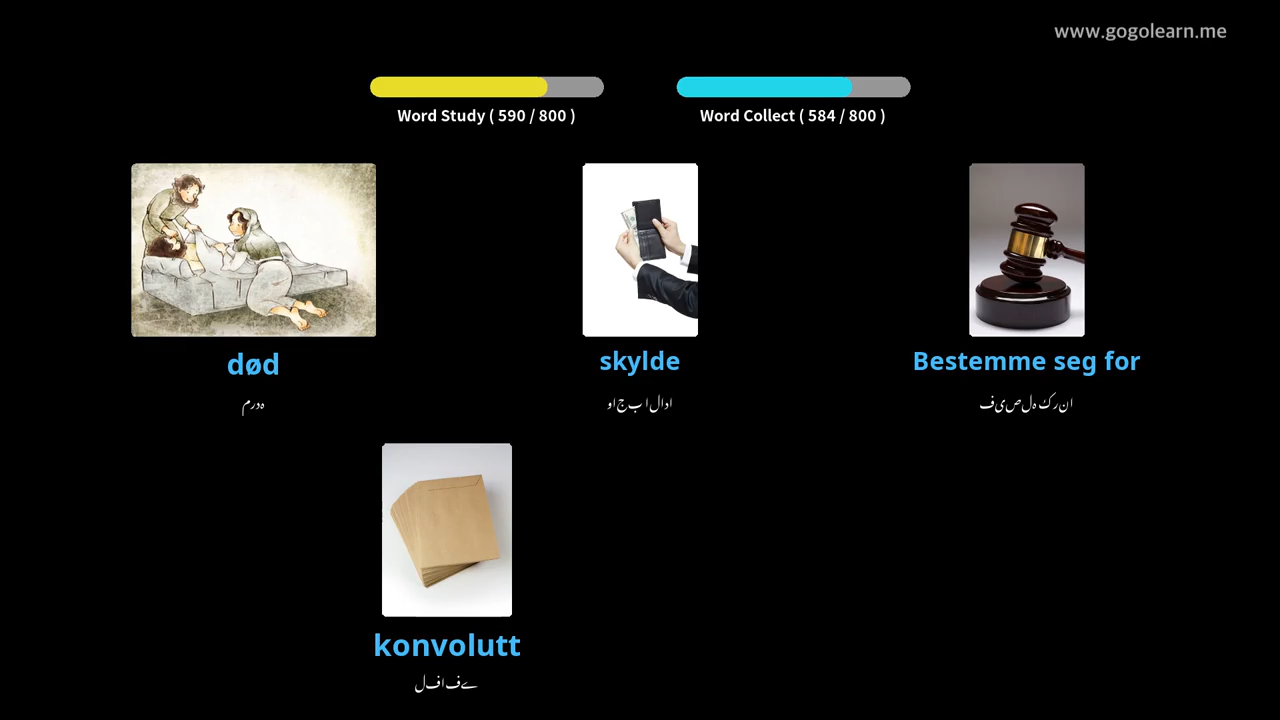 www.gogolearn.me
Word Study ( 590 / 800 )
Word Collect ( 584 / 800 )
død
skylde
Bestemme seg for
ہدرم
ادالا بجاو
انرک ہلصیف
konvolutt
ےفافل